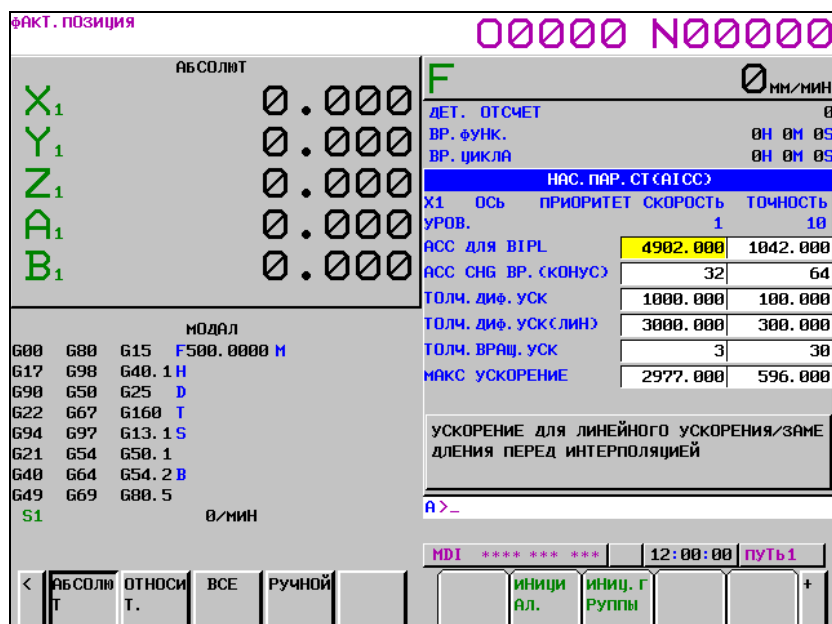 ФАКТ.ПОЗИЦИЯ
O0000 N00000
АБСОЛЮТ
X1 0.000
Y1 0.000
Z1 0.000
A1 0.000
B1 0.000
МОДАЛ
G00 G80 G15 F500.0000 M
G17 G98 G40.1 H
G90 G50 G25 D
G22 G67 G160 T
G94 G97 G13.1 S
G21 G54 G50.1
G40 G64 G54.2 B
G49 G69 G80.5
S1 0/МИН
F 0 ММ/МИН
ДЕТ. ОТСЧЕТ 0
ВР.ФУНК. 0H 0M 0S
ВР.ЦИКЛА 0H 0M 0S
НАС.ПАР.СТ(AICC)
X1 ОСЬ ПРИОРИТЕТ СКОРОСТЬ ТОЧНОСТЬ
УРОВ. 1 10
ACC ДЛЯ BIPL 4902.000 1042.000
ACC CHG ВР.(КОНУС) 32 64
ТОЛЧ.ДИФ.УСК 1000.000 100.000
ТОЛЧ.ДИФ.УСК(ЛИН) 3000.000 300.000
ТОЛЧ.ВРАЩ.УСК 3 30
МАКС УСКОРЕНИЕ 2977.000 596.000
УСКОРЕНИЕ ДЛЯ ЛИНЕЙНОГО УСКОРЕНИЯ/ЗАМЕ
ДЛЕНИЯ ПЕРЕД ИНТЕРПОЛЯЦИЕЙ
A>_
MDI **** *** *** 12:00:00 ПУТЬ1
< АБСОЛЮ ОТНОСИ ВСЕ РУЧНОЙ ИНИЦИ ИНИЦ.Г +
Т Т. АЛ. РУППЫ